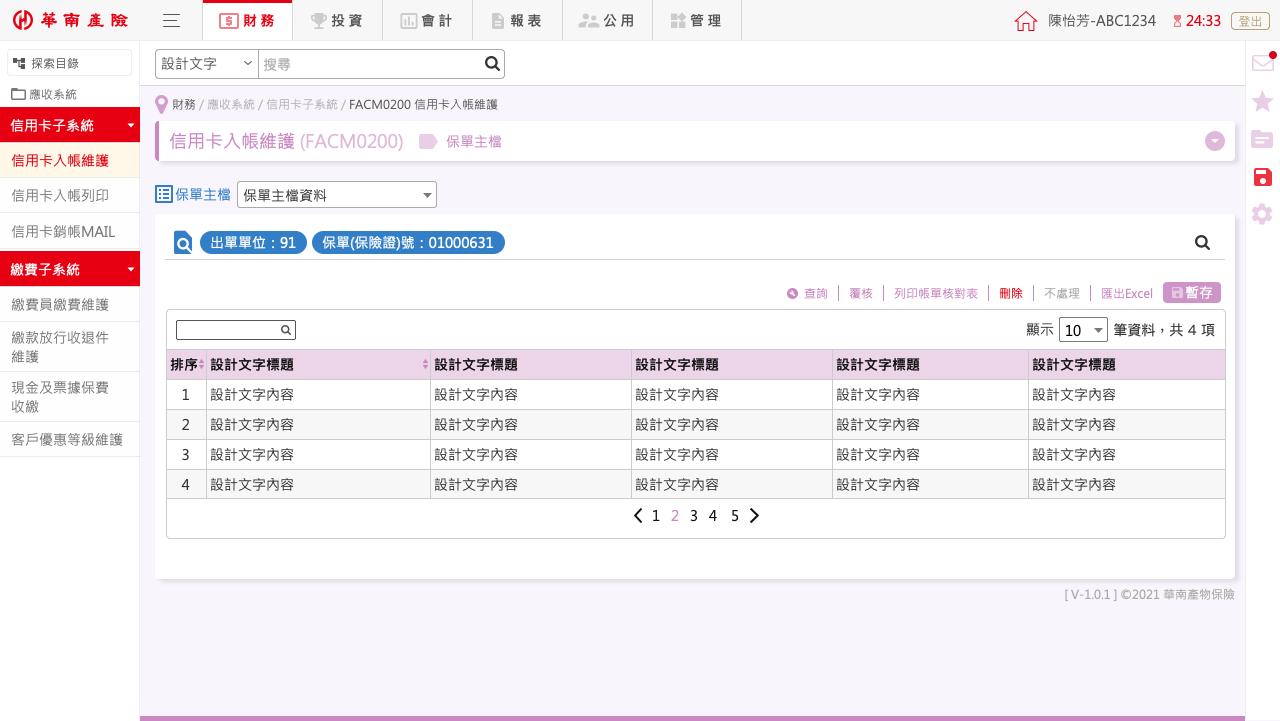 華南產險
財務
投資
會計
報表
公用
管理
陳怡芳-ABC1234
24:33
登出
探索目錄
應收系統
信用卡子系統
信用卡入帳維護
信用卡入帳列印
信用卡銷帳MAIL
繳費子系統
繳費員繳費維護
繳款放行收退件
維護
現金及票據保費
收繳
客戶優惠等級維護
設計文字
搜尋
財務 / 應收系統 / 信用卡子系統 / FACM0200 信用卡入帳維護
信用卡入帳維護 (FACM0200)
保單主檔
保單主檔
保單主檔資料
出單單位：91
保單(保險證)號：01000631
查詢
覆核
列印帳單核對表
刪除
不處理
匯出Excel
暫存
顯示 10 筆資料，共 4 項
排序 設計文字標題 設計文字標題 設計文字標題 設計文字標題 設計文字標題
1 設計文字內容 設計文字內容 設計文字內容 設計文字內容 設計文字內容
2 設計文字內容 設計文字內容 設計文字內容 設計文字內容 設計文字內容
3 設計文字內容 設計文字內容 設計文字內容 設計文字內容 設計文字內容
4 設計文字內容 設計文字內容 設計文字內容 設計文字內容 設計文字內容
1 2 3 4 5
[ V-1.0.1 ] ©2021 華南產物保險